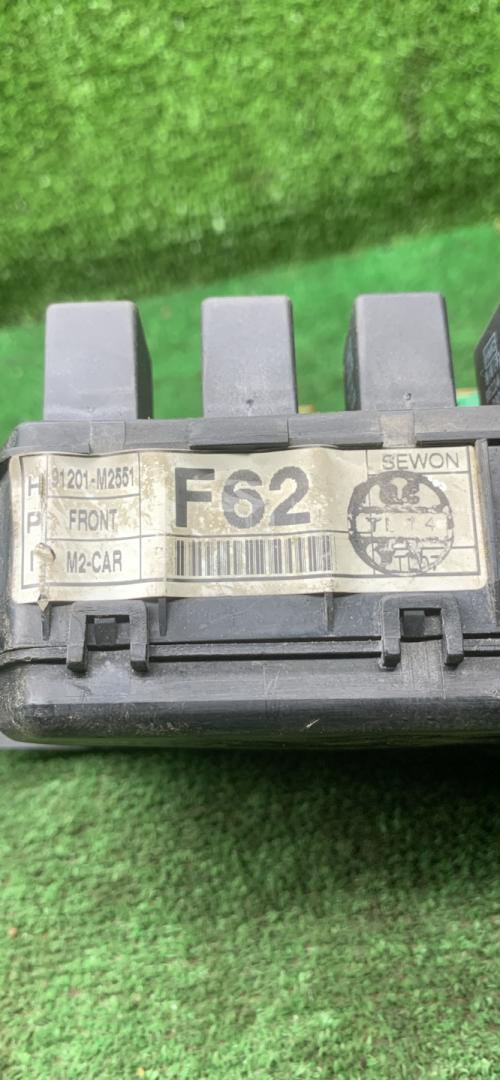 H
P
I
91201-M2551
FRONT
M2-CAR
F62
SEWON